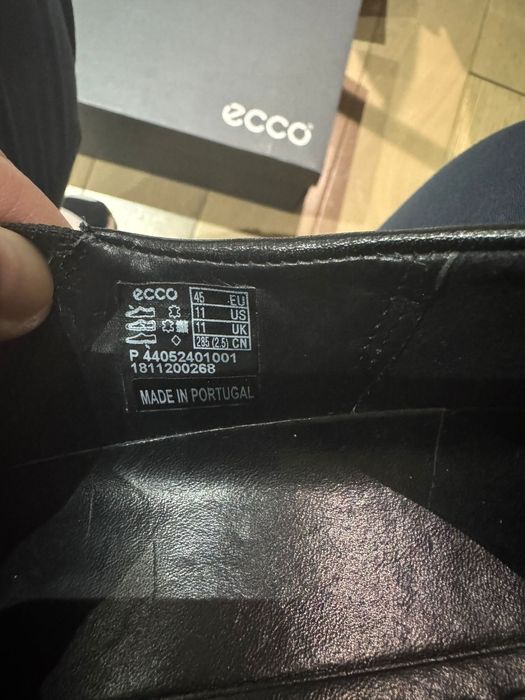 ecco
ecco 45 EU
11 US
11 UK
285 (2.5) CN
P 44052401001
1811200268
MADE IN PORTUGAL